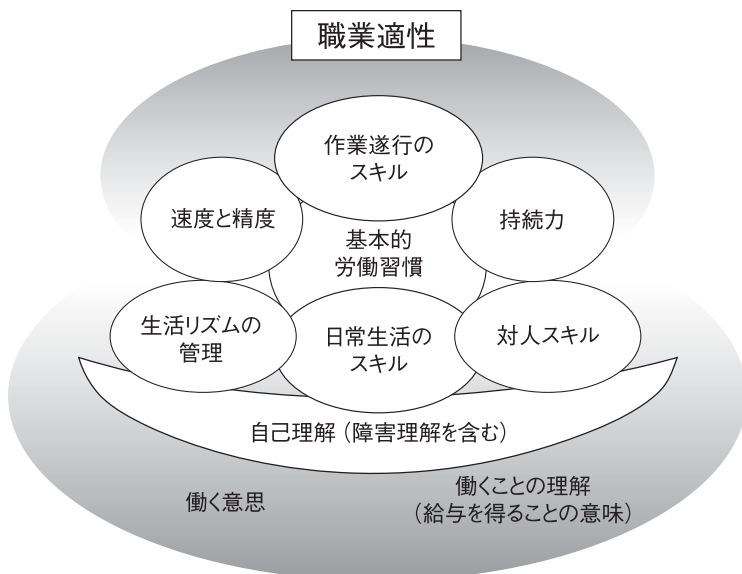 職業適性
作業遂行の
スキル
速度と精度
持続力
基本的
労働習慣
生活リズムの
管理
日常生活の
スキル
対人スキル
自己理解（障害理解を含む）
働く意思
働くことの理解
（給与を得ることの意味）